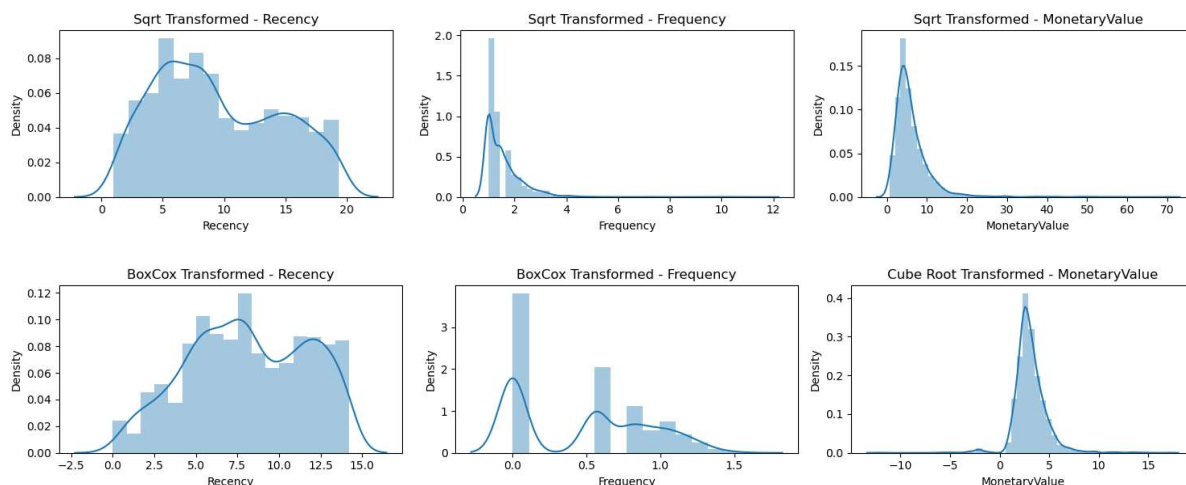 Sqrt Transformed - Recency
Density
0.08
0.06
0.04
0.02
0.00
0 5 10 15 20
Recency
Sqrt Transformed - Frequency
Density
2.0
1.5
1.0
0.5
0.0
0 2 4 6 8 10 12
Frequency
Sqrt Transformed - MonetaryValue
Density
0.15
0.10
0.05
0.00
0 10 20 30 40 50 60 70
MonetaryValue
BoxCox Transformed - Recency
Density
0.12
0.10
0.08
0.06
0.04
0.02
0.00
−2.5 0.0 2.5 5.0 7.5 10.0 12.5 15.0
Recency
BoxCox Transformed - Frequency
Density
3
2
1
0
0.0 0.5 1.0 1.5
Frequency
Cube Root Transformed - MonetaryValue
Density
0.4
0.3
0.2
0.1
0.0
−10 −5 0 5 10 15
MonetaryValue